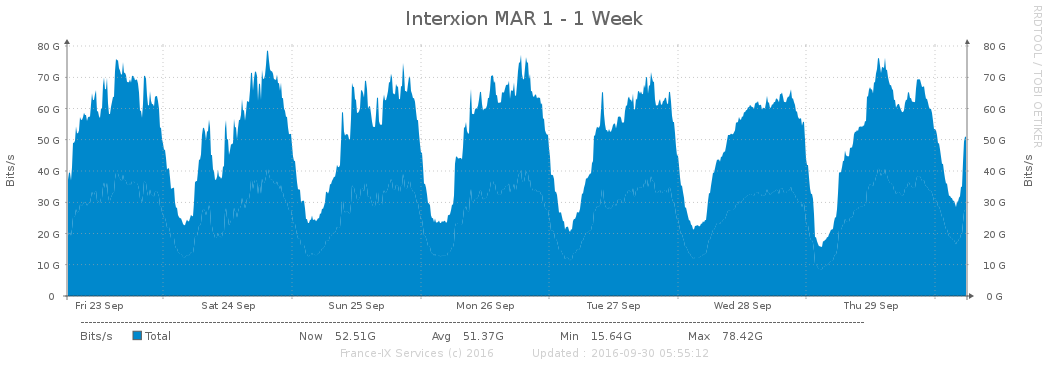 Interxion MAR 1 - 1 Week
RRDTOOL / TOBI OETIKER
Bits/s
80 G 80 G
70 G 70 G
60 G 60 G
50 G 50 G
40 G 40 G
30 G 30 G
20 G 20 G
10 G 10 G
0 0 G
Bits/s
Fri 23 Sep Sat 24 Sep Sun 25 Sep Mon 26 Sep Tue 27 Sep Wed 28 Sep Thu 29 Sep
Bits/s Total Now 52.51G Avg 51.37G Min 15.64G Max 78.42G
France-IX Services (c) 2016 Updated : 2016-09-30 05:55:12